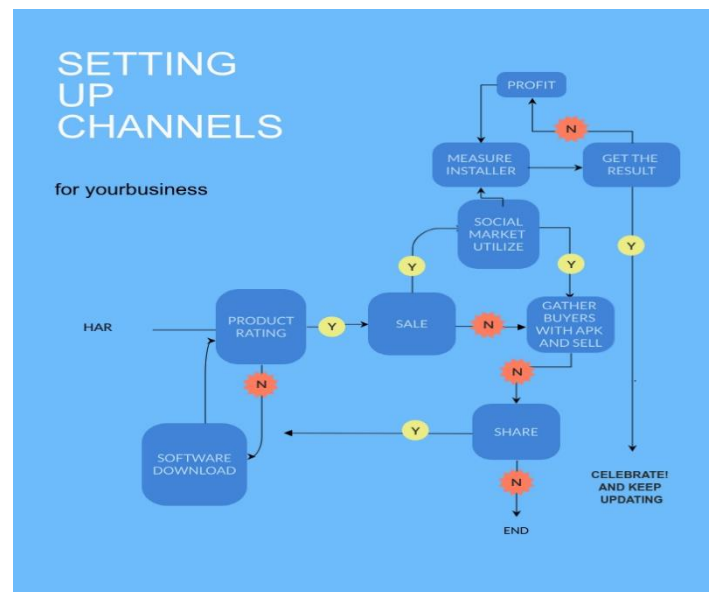 SETTING
UP
CHANNELS
for yourbusiness
PROFIT
N
MEASURE
INSTALLER
GET THE
RESULT
SOCIAL
MARKET
UTILIZE
Y
Y
Y
HAR
PRODUCT
RATING
Y
SALE
N
GATHER
BUYERS
WITH APK
AND SELL
N
N
SOFTWARE
DOWNLOAD
Y
SHARE
N
END
CELEBRATE!
AND KEEP
UPDATING